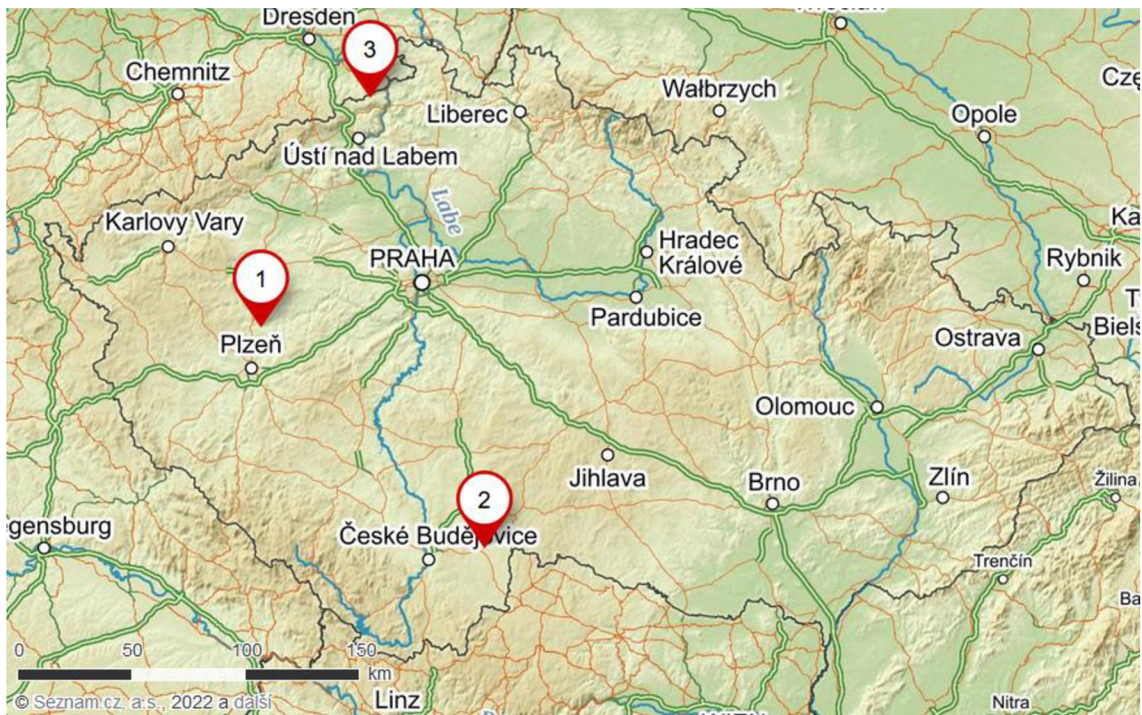 Dresden
3
Chemnitz
Liberec
Wałbrzych
Opole
Ústí nad Labem
Labe
Karlovy Vary
PRAHA
Hradec
Králové
Rybnik
1
Plzeň
Pardubice
Ostrava
Olomouc
Jihlava
Brno
Zlín
Žilina
2
České Budějovice
gensburg
Trenčín
0 50 100 150
km
Linz
Nitra
© Seznam.cz, a.s., 2022 a další